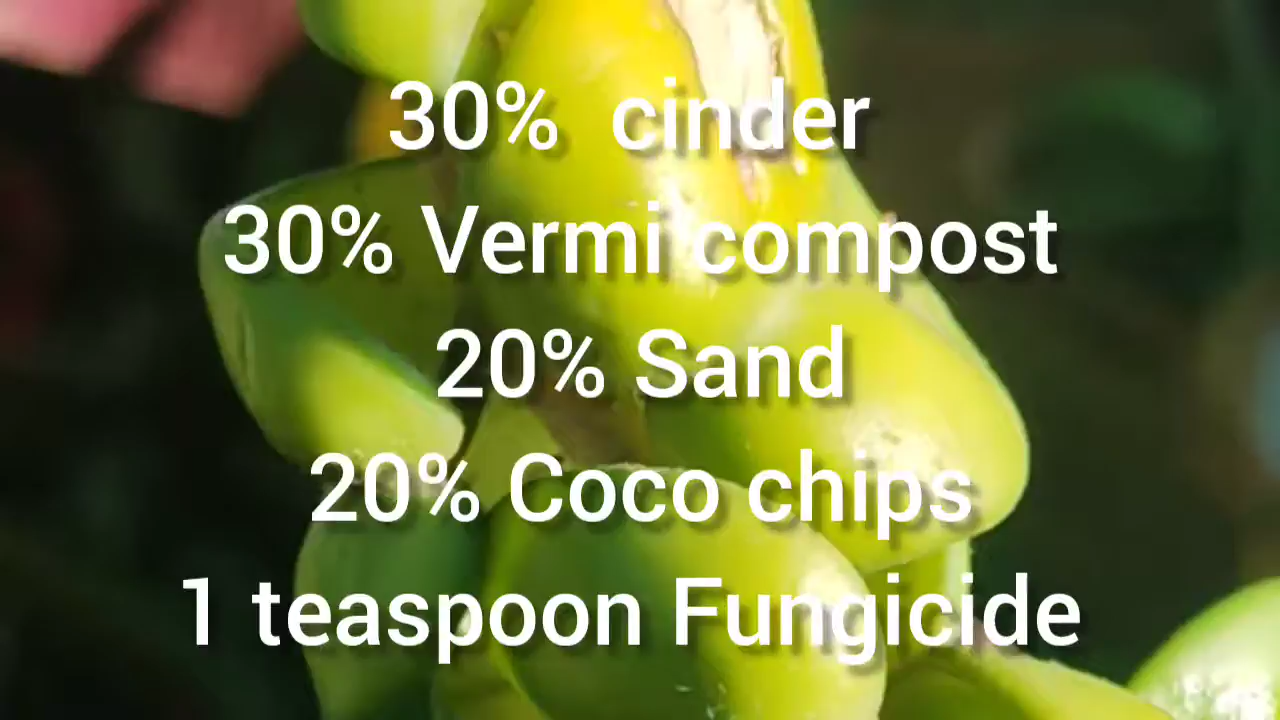 30% cinder
30% Vermi compost
20% Sand
20% Coco chips
1 teaspoon Fungicide